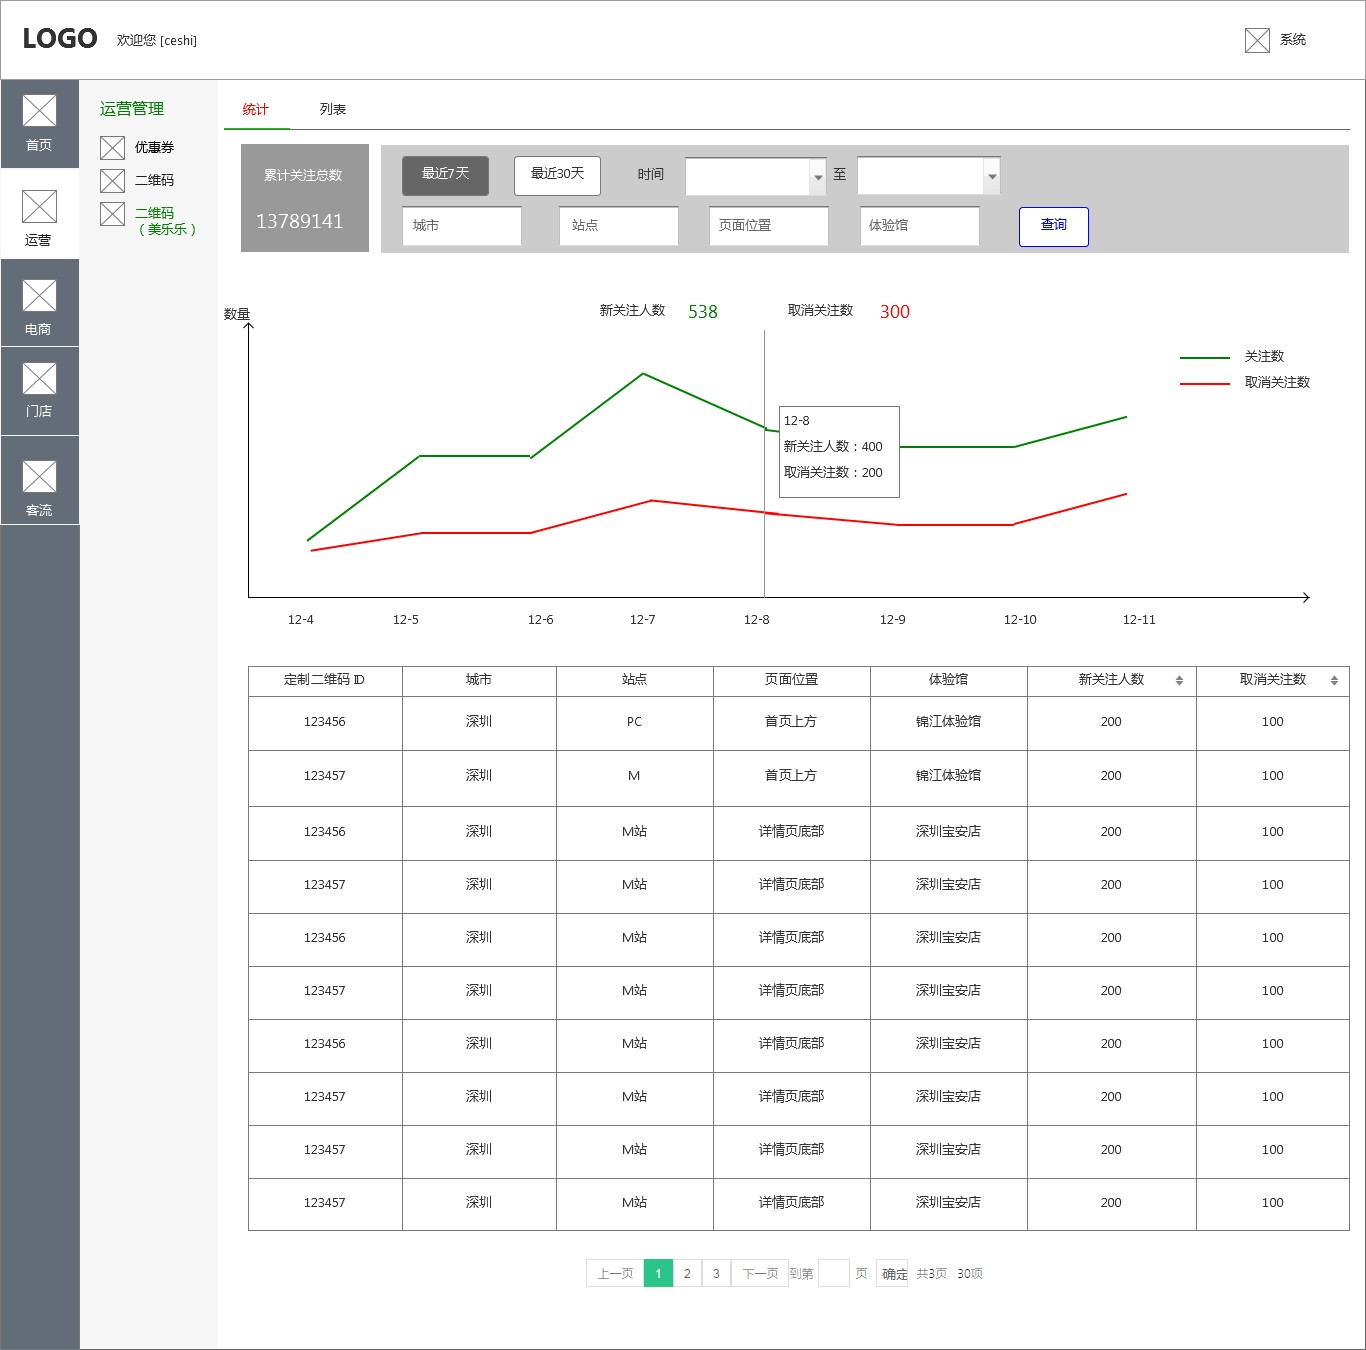 LOGO 欢迎您 [ceshi] 系统
首页
运营
电商
门店
客流
运营管理
优惠券
二维码
二维码
（美乐乐）
统计 列表
累计关注总数
13789141
最近7天 最近30天 时间 至
城市 站点 页面位置 体验馆 查询
数量 新关注人数 538 取消关注数 300
关注数
取消关注数
12-8
新关注人数：400
取消关注数：200
12-4 12-5 12-6 12-7 12-8 12-9 12-10 12-11
定制二维码 ID 城市 站点 页面位置 体验馆 新关注人数 取消关注数
123456 深圳 PC 首页上方 锦江体验馆 200 100
123457 深圳 M 首页上方 锦江体验馆 200 100
123456 深圳 M站 详情页底部 深圳宝安店 200 100
123457 深圳 M站 详情页底部 深圳宝安店 200 100
123456 深圳 M站 详情页底部 深圳宝安店 200 100
123457 深圳 M站 详情页底部 深圳宝安店 200 100
123456 深圳 M站 详情页底部 深圳宝安店 200 100
123457 深圳 M站 详情页底部 深圳宝安店 200 100
123457 深圳 M站 详情页底部 深圳宝安店 200 100
123457 深圳 M站 详情页底部 深圳宝安店 200 100
上一页 1 2 3 下一页 到第 页 确定 共3页 30项